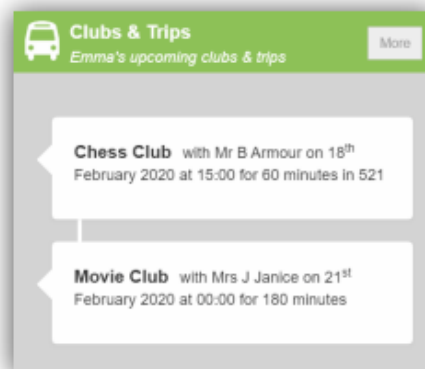 Clubs & Trips
Emma's upcoming clubs & trips
More
Chess Club with Mr B Armour on 18th
February 2020 at 15:00 for 60 minutes in 521
Movie Club with Mrs J Janice on 21st
February 2020 at 00:00 for 180 minutes